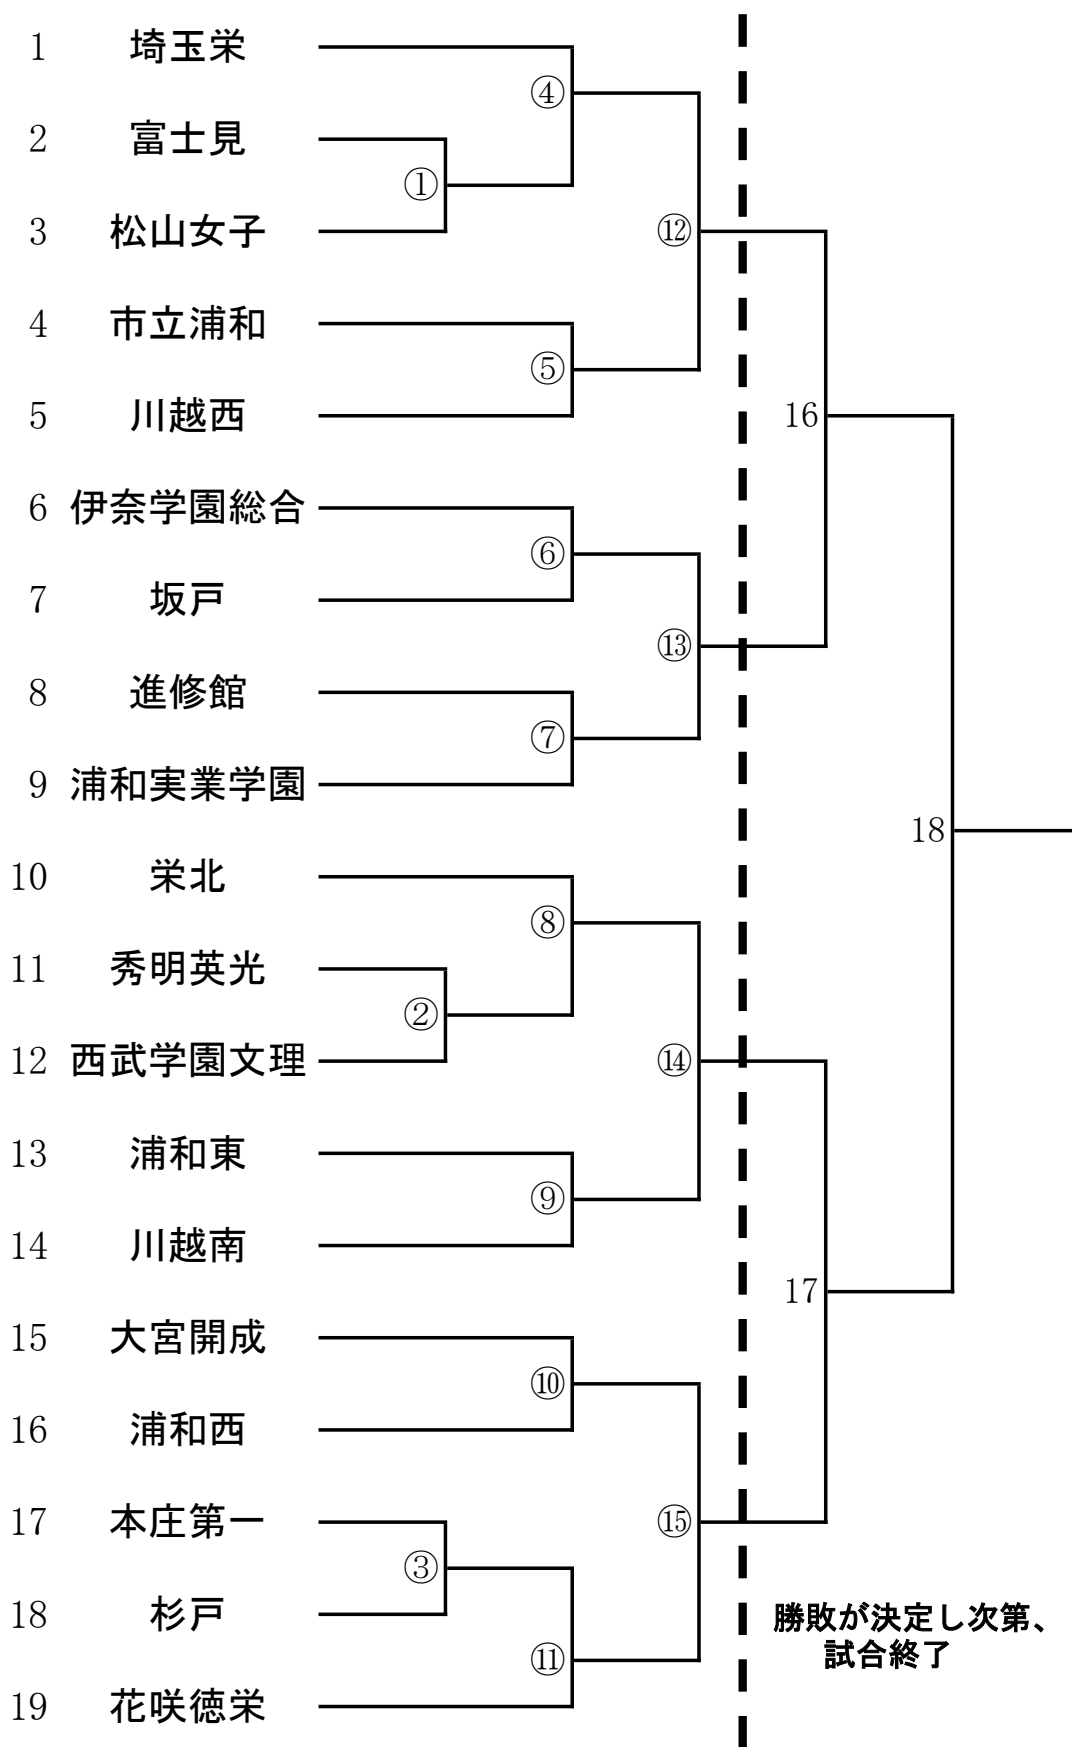 1 埼玉栄
④
2 富士見
①
3 松山女子
⑫
4 市立浦和
⑤
5 川越西
16
6 伊奈学園総合
⑥
7 坂戸
⑬
8 進修館
⑦
9 浦和実業学園
18
10 栄北
⑧
11 秀明英光
②
12 西武学園文理
⑭
13 浦和東
⑨
14 川越南
17
15 大宮開成
⑩
16 浦和西
17 本庄第一
⑮
③
18 杉戸
勝敗が決定し次第、
試合終了
⑪
19 花咲徳栄